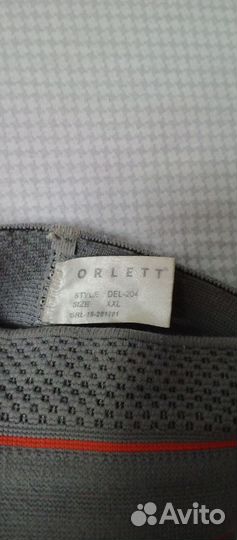 ORLETT
STYLE DEL-204
SIZE XXL
Avito